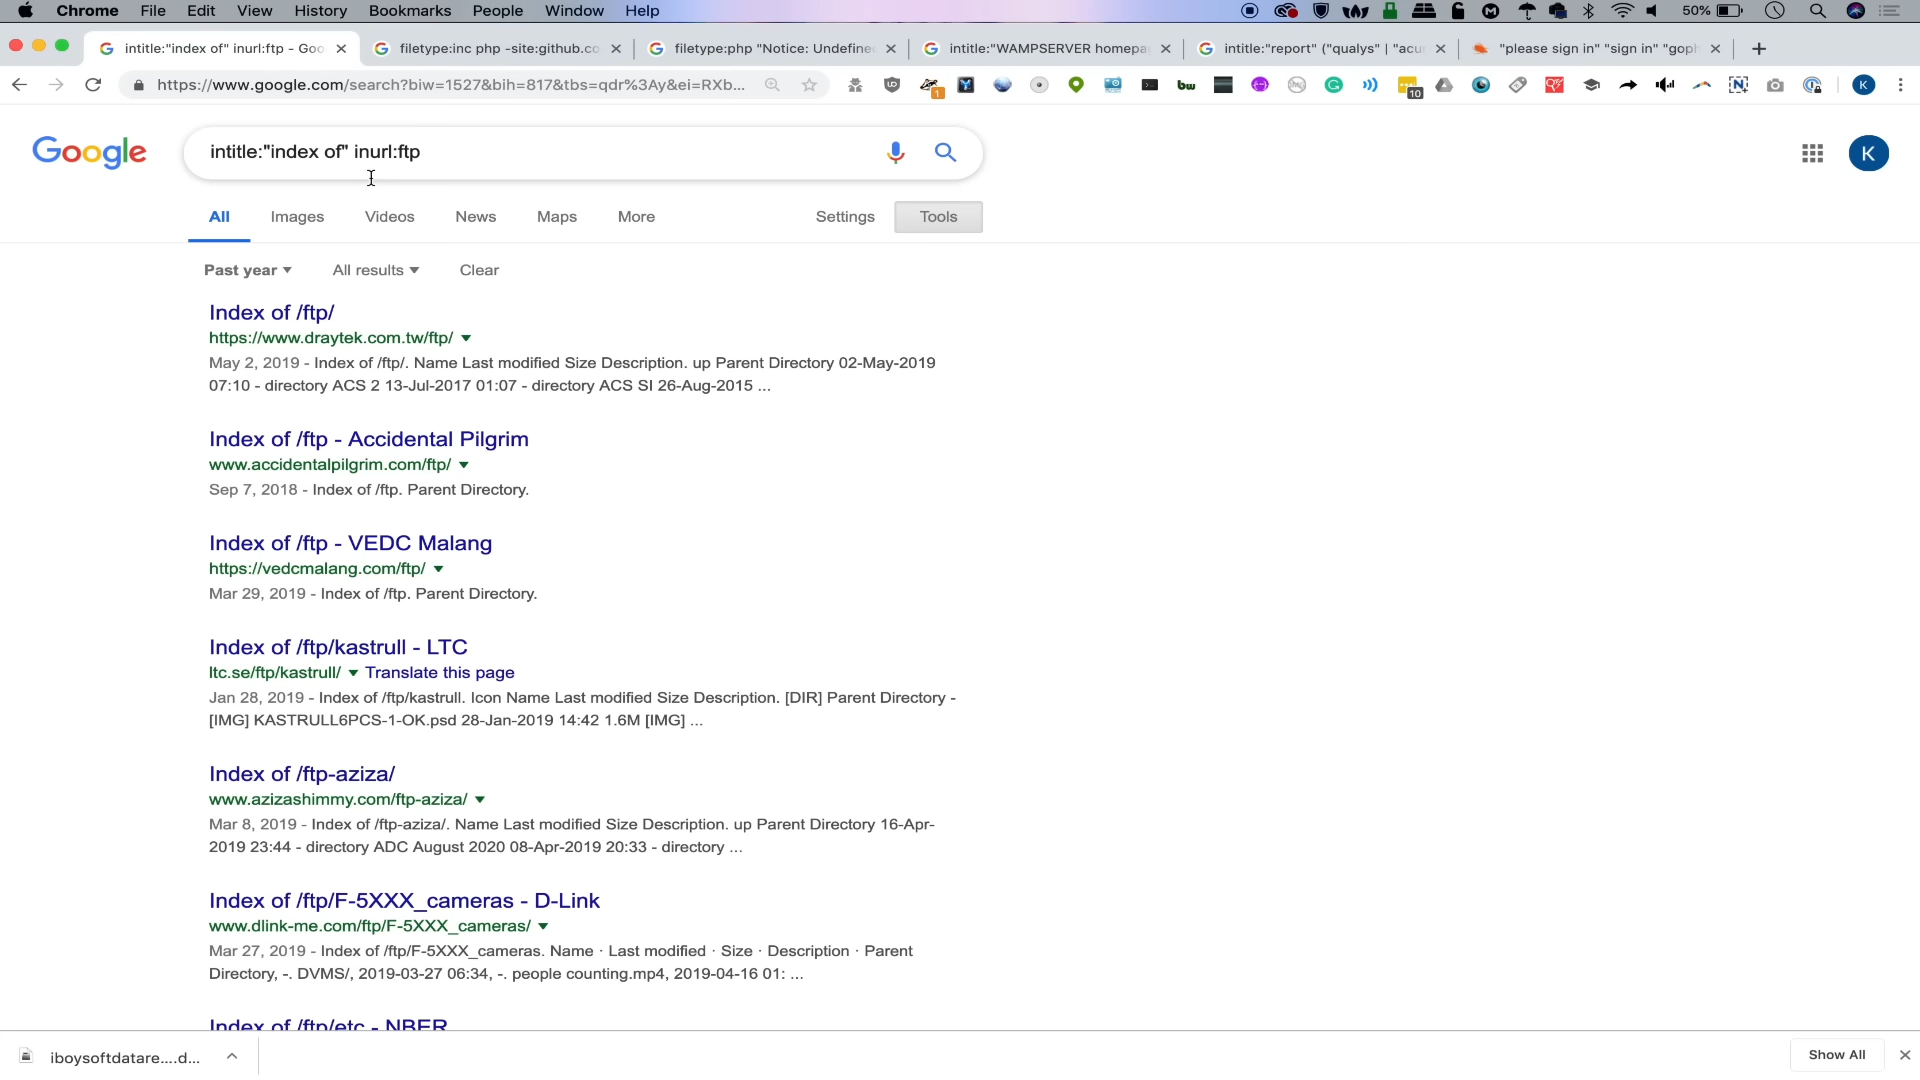 Chrome File Edit View History Bookmarks People Window Help 50%
intitle:"index of" inurl:ftp - Goo filetype:inc php -site:github.co filetype:php "Notice: Undefine intitle:"WAMPSERVER homepa intitle:"report" ("qualys" | "acu "please sign in" "sign in" "goph
https://www.google.com/search?biw=1527&bih=817&tbs=qdr%3Ay&ei=RXb... 1 bw 10 K
Google intitle:"index of" inurl:ftp K
All Images Videos News Maps More Settings Tools
Past year All results Clear
Index of /ftp/
https://www.draytek.com.tw/ftp/
May 2, 2019 - Index of /ftp/. Name Last modified Size Description. up Parent Directory 02-May-2019
07:10 - directory ACS 2 13-Jul-2017 01:07 - directory ACS SI 26-Aug-2015 ...
Index of /ftp - Accidental Pilgrim
www.accidentalpilgrim.com/ftp/
Sep 7, 2018 - Index of /ftp. Parent Directory.
Index of /ftp - VEDC Malang
https://vedcmalang.com/ftp/
Mar 29, 2019 - Index of /ftp. Parent Directory.
Index of /ftp/kastrull - LTC
ltc.se/ftp/kastrull/ Translate this page
Jan 28, 2019 - Index of /ftp/kastrull. Icon Name Last modified Size Description. [DIR] Parent Directory -
[IMG] KASTRULL6PCS-1-OK.psd 28-Jan-2019 14:42 1.6M [IMG] ...
Index of /ftp-aziza/
www.azizashimmy.com/ftp-aziza/
Mar 8, 2019 - Index of /ftp-aziza/. Name Last modified Size Description. up Parent Directory 16-Apr-
2019 23:44 - directory ADC August 2020 08-Apr-2019 20:33 - directory ...
Index of /ftp/F-5XXX_cameras - D-Link
www.dlink-me.com/ftp/F-5XXX_cameras/
Mar 27, 2019 - Index of /ftp/F-5XXX_cameras. Name · Last modified · Size · Description · Parent
Directory, -. DVMS/, 2019-03-27 06:34, -. people counting.mp4, 2019-04-16 01: ...
Index of /ftp/etc - NBER
iboysoftdatare....d... Show All